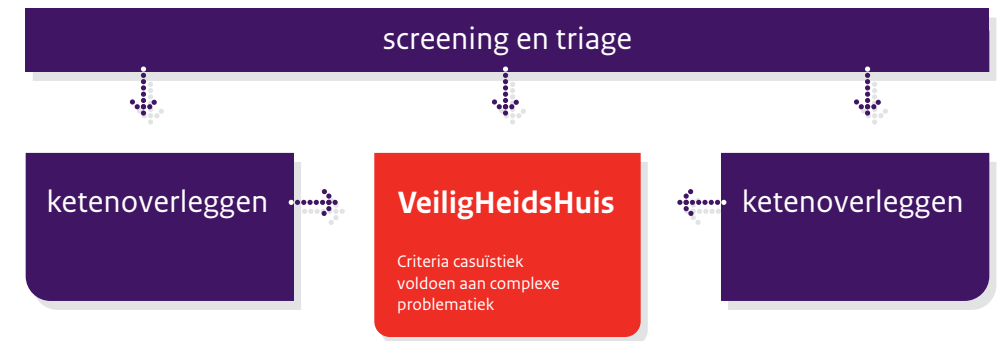 screening en triage
ketenoverleggen
VeiligHeidsHuis
Criteria casuïstiek
voldoen aan complexe
problematiek
ketenoverleggen